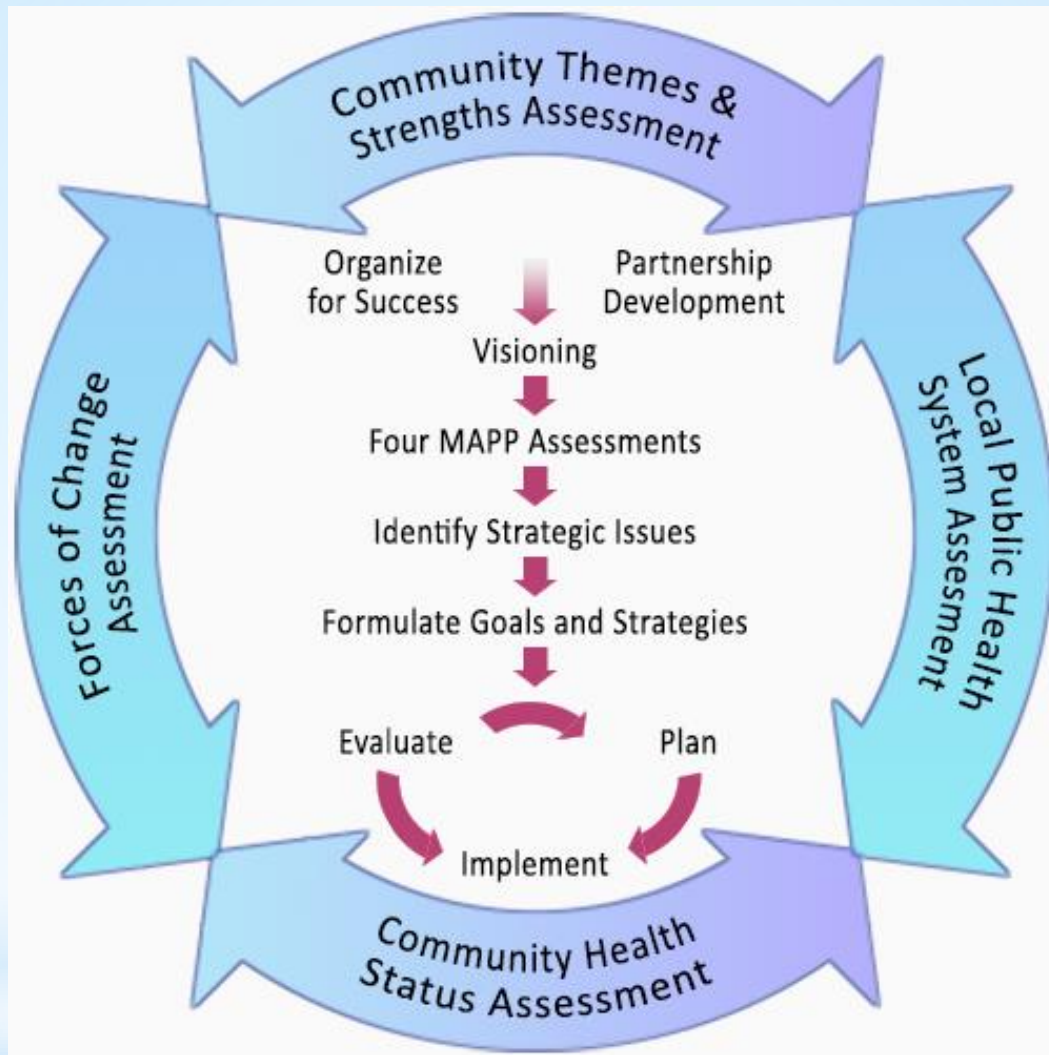 Community Themes &
Strengths Assessment
Organize
for Success
Partnership
Development
Visioning
Four MAPP Assessments
Identify Strategic Issues
Formulate Goals and Strategies
Evaluate
Plan
Implement
Forces of Change
Assessment
Local Public Health
System Assesment
Community Health
Status Assessment